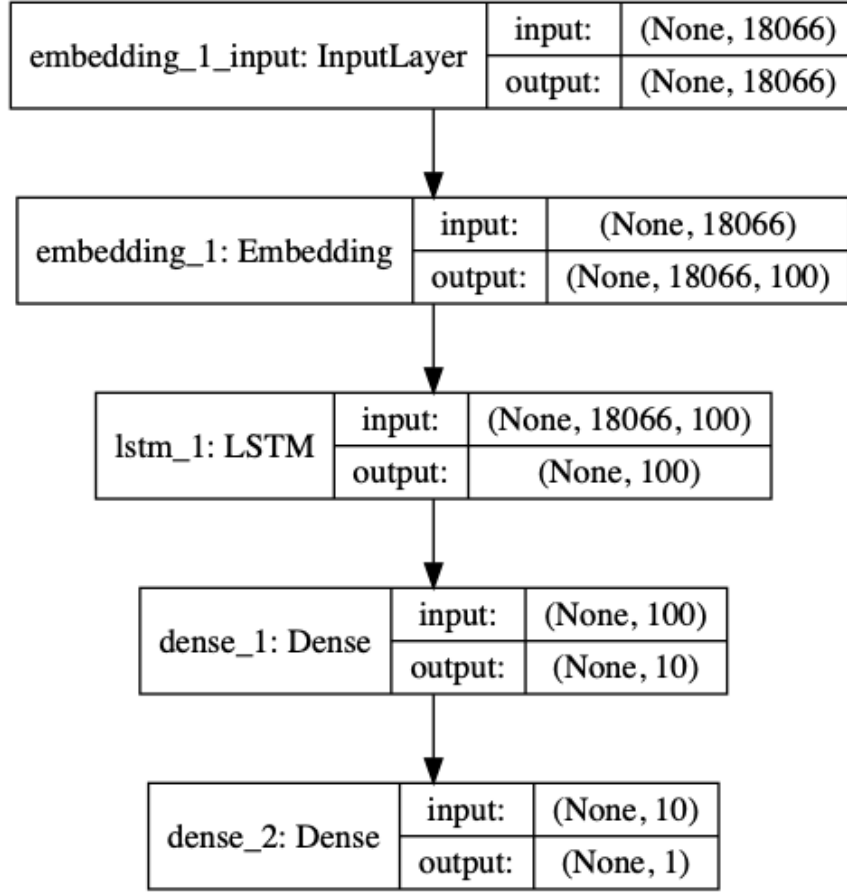 embedding_1_input: InputLayer
input: (None, 18066)
output: (None, 18066)
embedding_1: Embedding
input: (None, 18066)
output: (None, 18066, 100)
lstm_1: LSTM
input: (None, 18066, 100)
output: (None, 100)
dense_1: Dense
input: (None, 100)
output: (None, 10)
dense_2: Dense
input: (None, 10)
output: (None, 1)